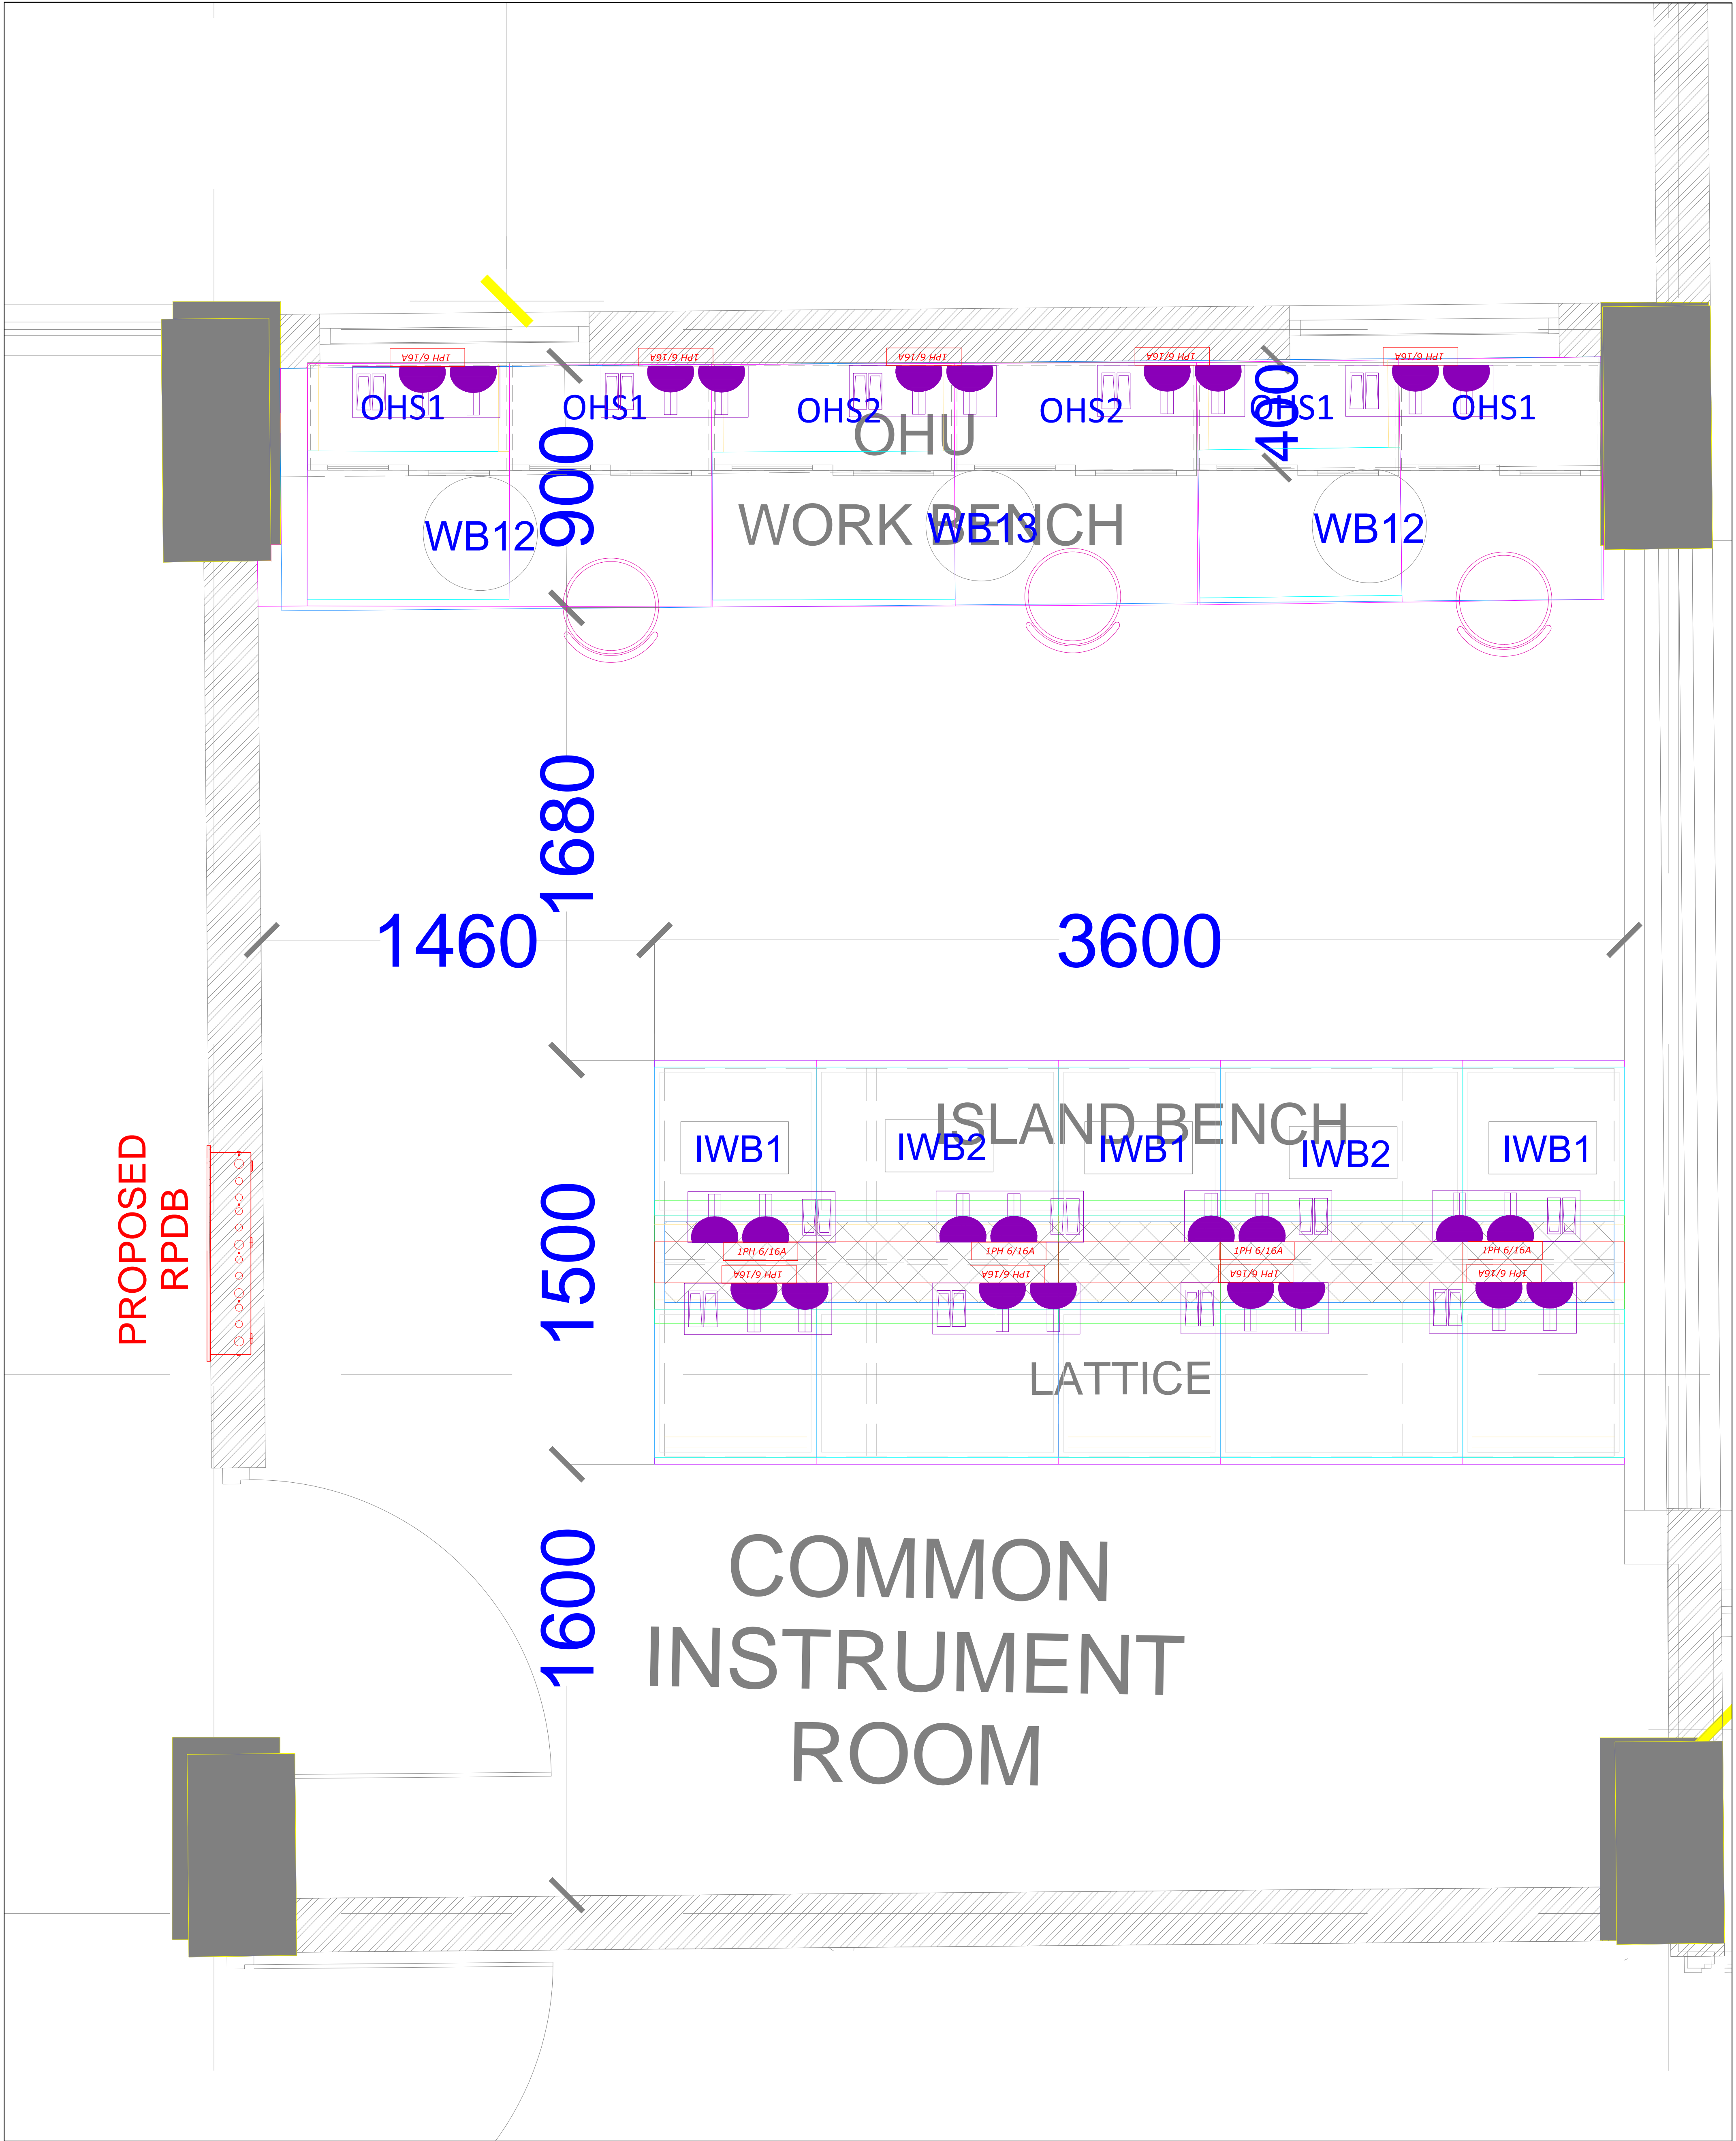 1PH 6/16A
1PH 6/16A
1PH 6/16A
1PH 6/16A
1PH 6/16A
OHS1
OHS1
OHS2
OHS2
OHS1
OHS1
400
OHU
900
WB12
WORK BENCH
WB13
WB12
1680
1460
3600
ISLAND BENCH
IWB1
IWB2
IWB1
IWB2
IWB1
PROPOSED
RPDB
1500
1PH 6/16A
1PH 6/16A
1PH 6/16A
1PH 6/16A
1PH 6/16A
1PH 6/16A
1PH 6/16A
1PH 6/16A
LATTICE
1600
COMMON
INSTRUMENT
ROOM